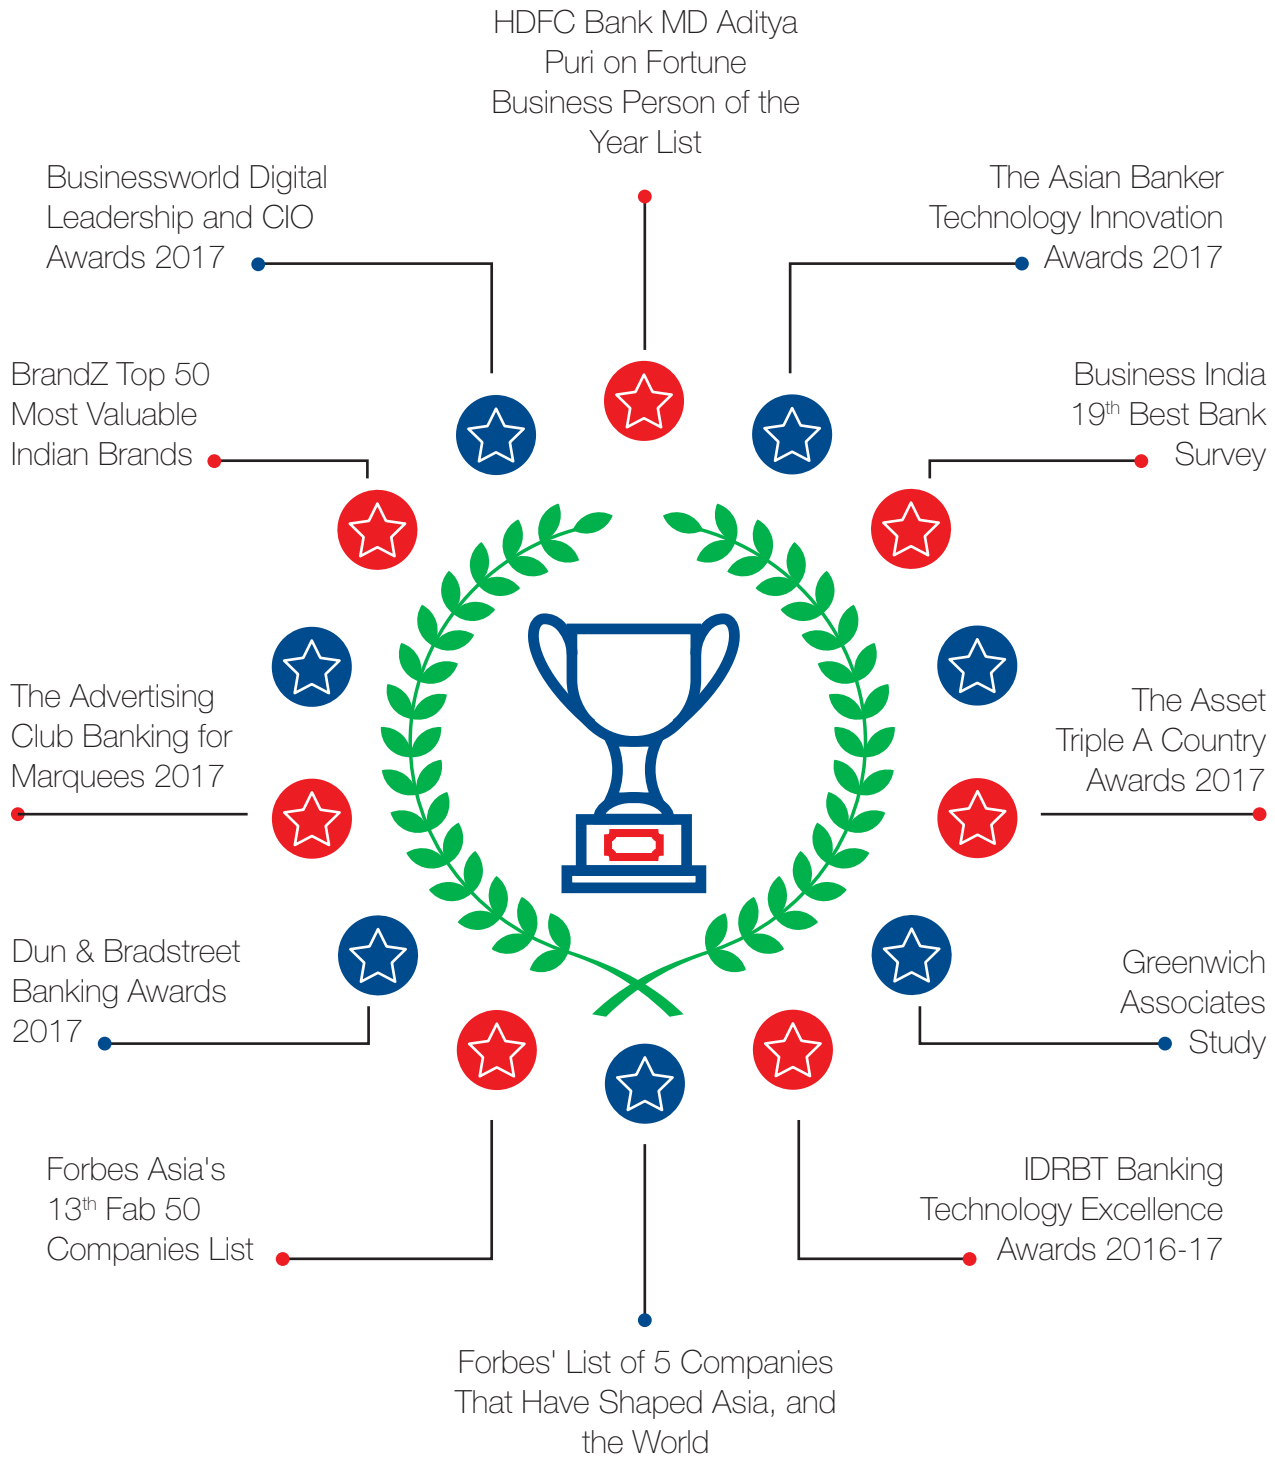 HDFC Bank MD Aditya
Puri on Fortune
Business Person of the
Year List
Businessworld Digital
Leadership and CIO
Awards 2017
The Asian Banker
Technology Innovation
Awards 2017
BrandZ Top 50
Most Valuable
Indian Brands
Business India
19th Best Bank
Survey
The Advertising
Club Banking for
Marquees 2017
The Asset
Triple A Country
Awards 2017
Dun & Bradstreet
Banking Awards
2017
Greenwich
Associates
Study
Forbes Asia's
13th Fab 50
Companies List
IDRBT Banking
Technology Excellence
Awards 2016-17
Forbes' List of 5 Companies
That Have Shaped Asia, and
the World